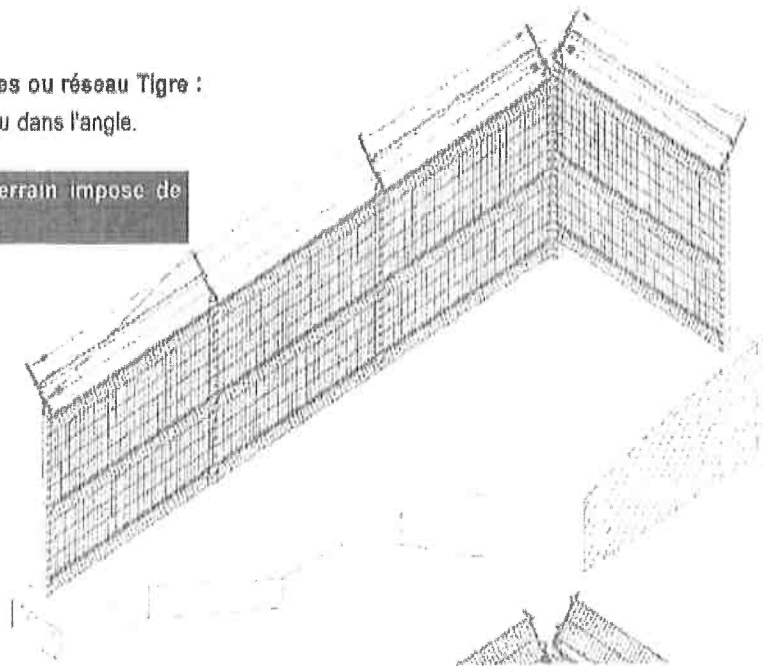 es ou réseau Tigre :
u dans l'angle.
errain impose de